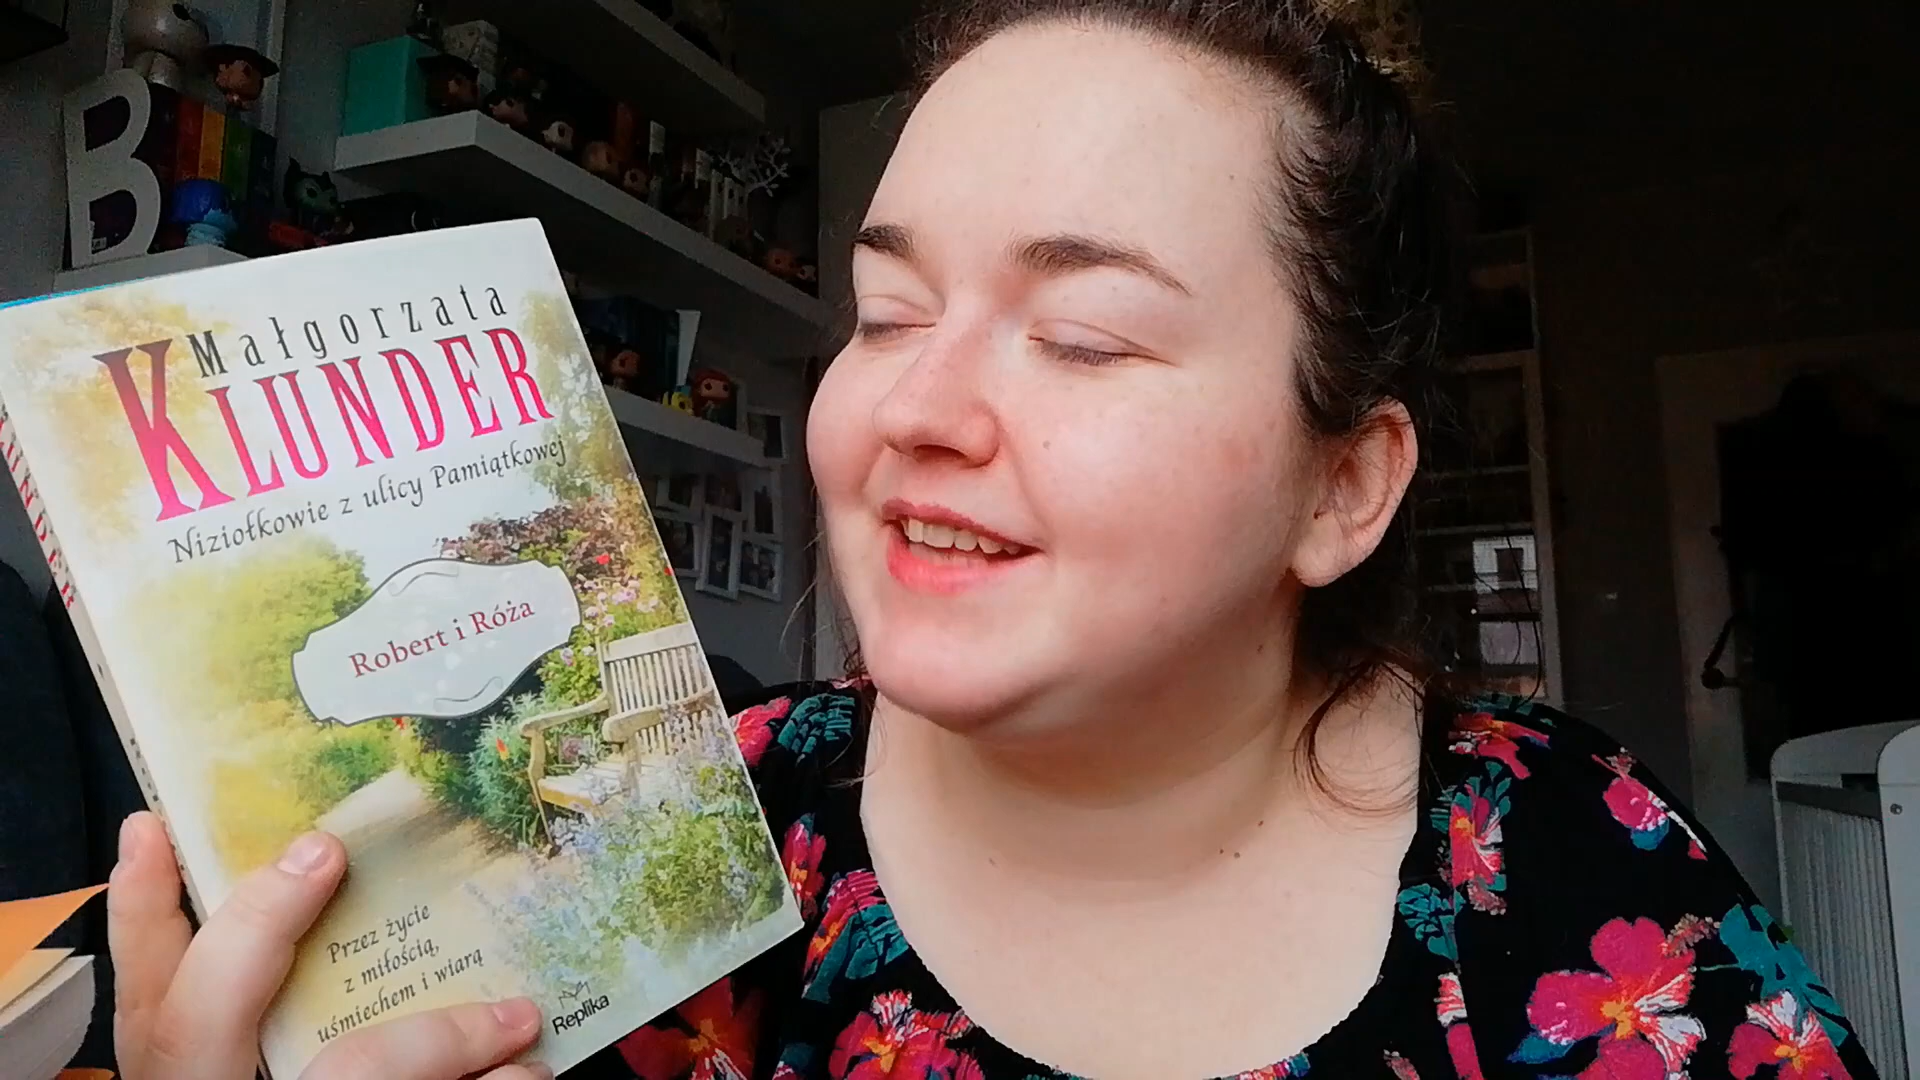 Małgorzata
KLUNDER
Niziołkowie z ulicy Pamiątkowej
Robert i Róża
Przez życie
z miłością,
uśmiechem i wiarą
Replika
B